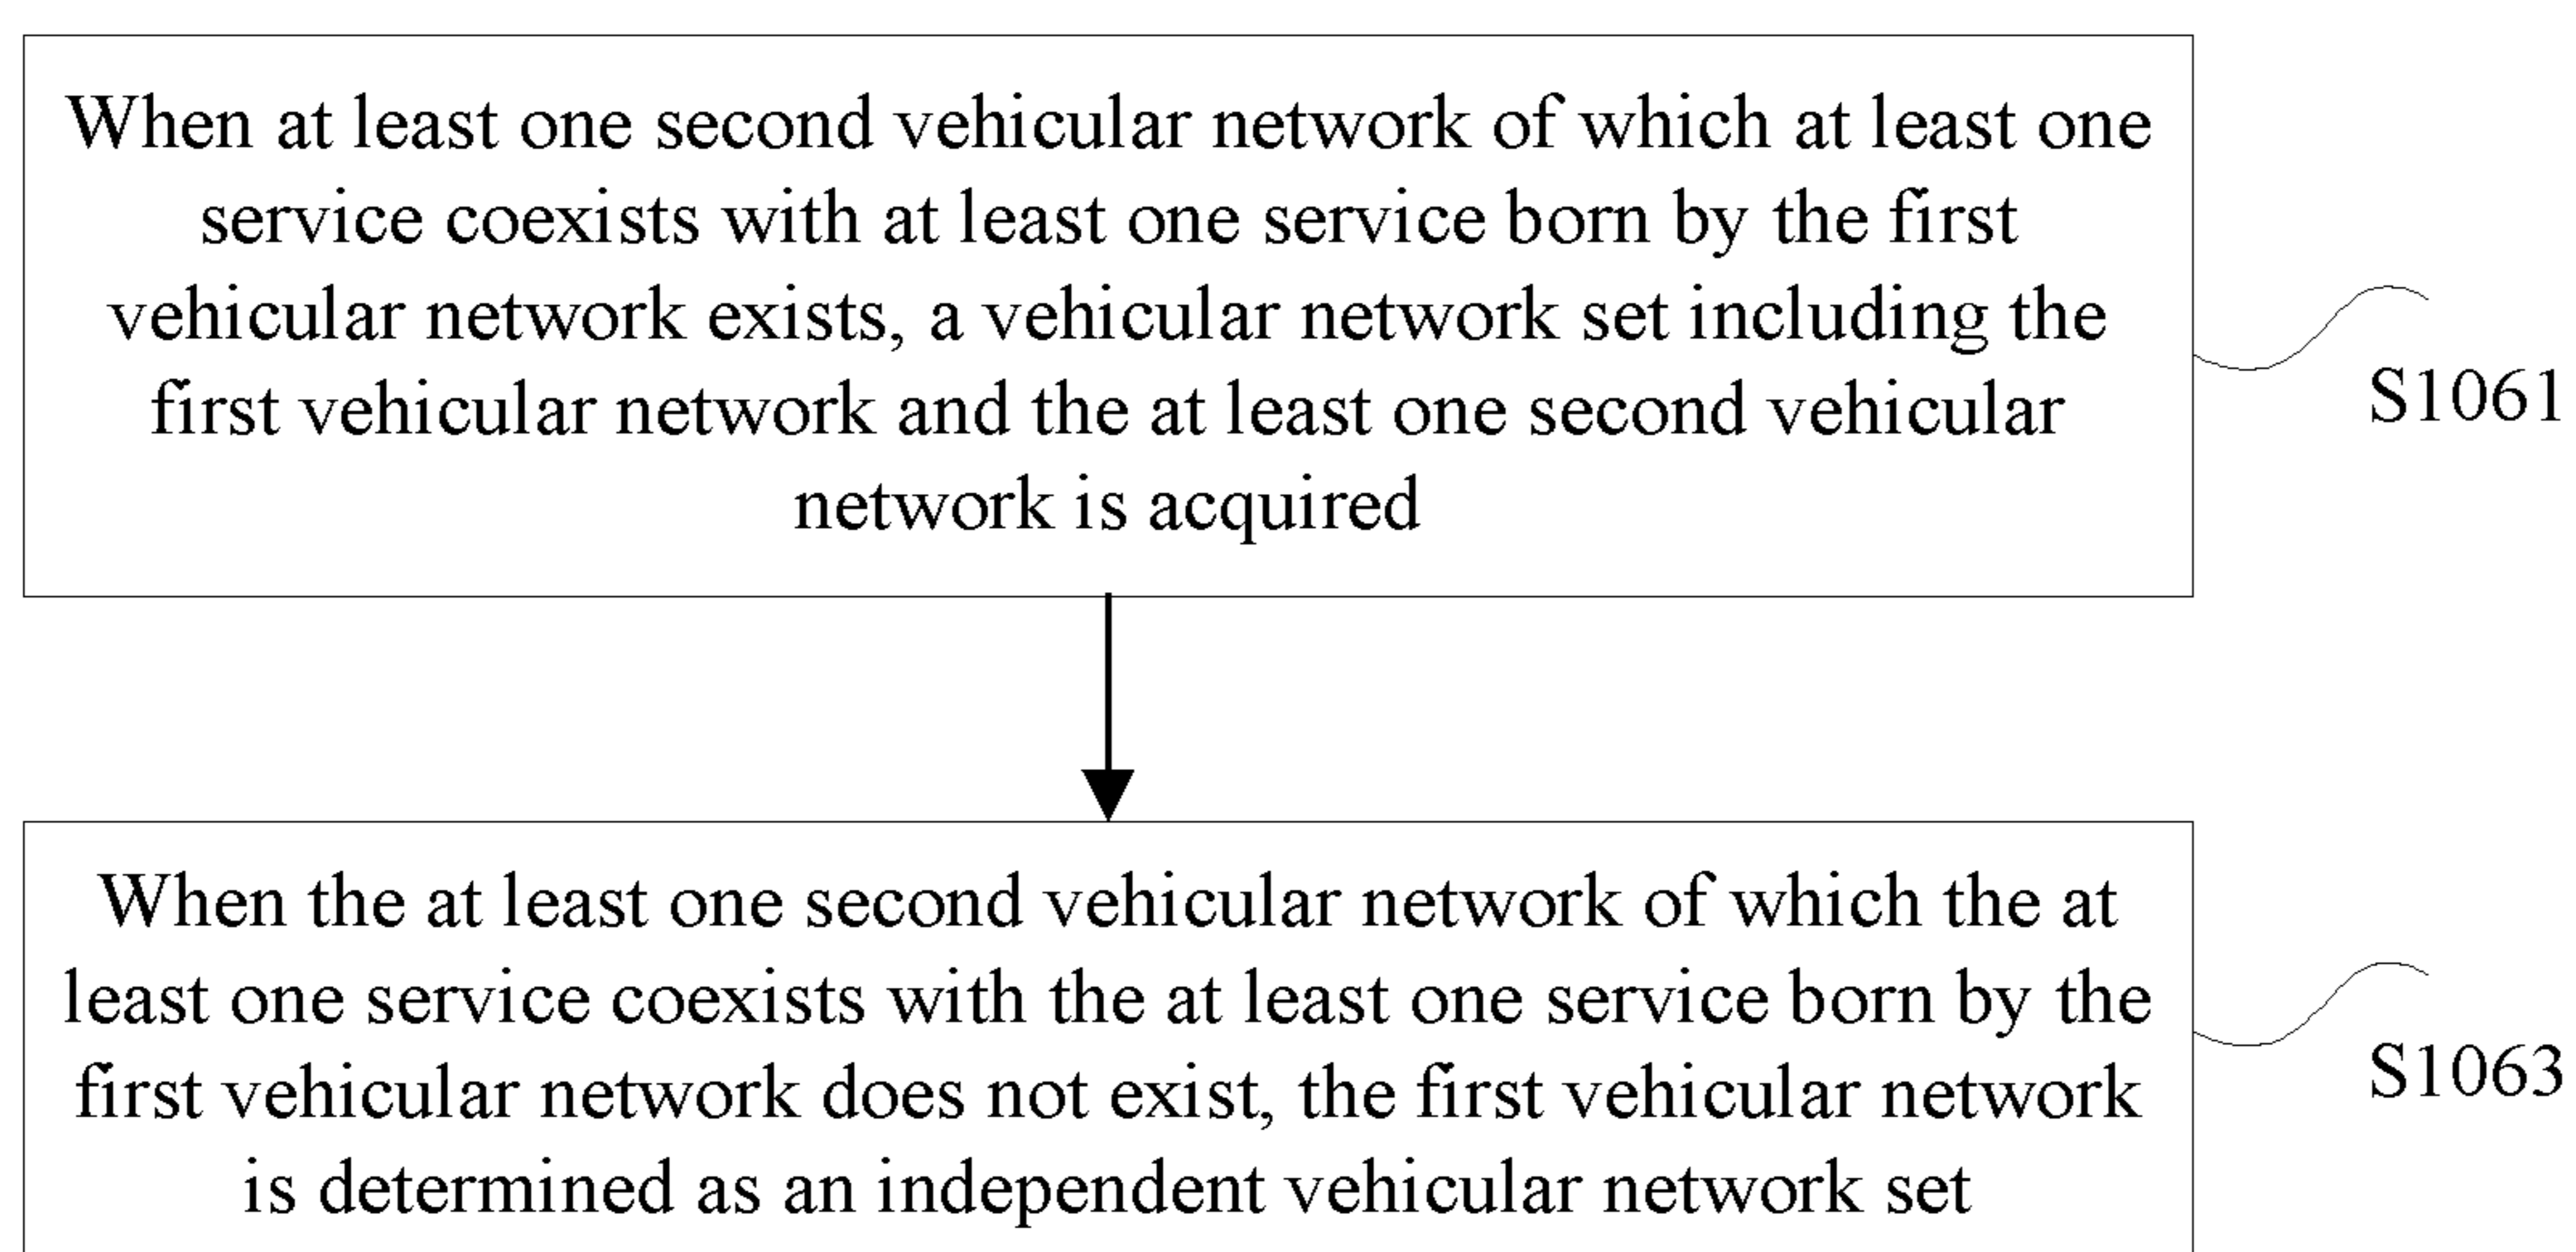 When at least one second vehicular network of which at least one
service coexists with at least one service born by the first
vehicular network exists, a vehicular network set including the
first vehicular network and the at least one second vehicular
network is acquired
S1061
When the at least one second vehicular network of which the at
least one service coexists with the at least one service born by the
first vehicular network does not exist, the first vehicular network
is determined as an independent vehicular network set
S1063